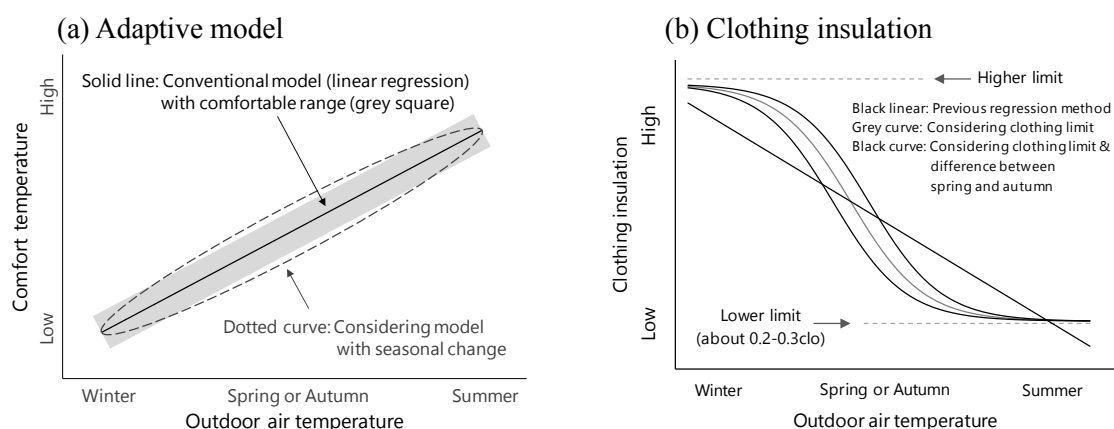 (a) Adaptive model
Solid line: Conventional model (linear regression)
with comfortable range (grey square)
High
Comfort temperature
Low
Dotted curve: Considering model
with seasonal change
Winter
Spring or Autumn
Summer
Outdoor air temperature
(b) Clothing insulation
Higher limit
Black linear: Previous regression method
Grey curve: Considering clothing limit
Black curve: Considering clothing limit &
difference between
spring and autumn
High
Clothing insulation
Low
Lower limit
(about 0.2-0.3clo)
Winter
Spring or Autumn
Summer
Outdoor air temperature